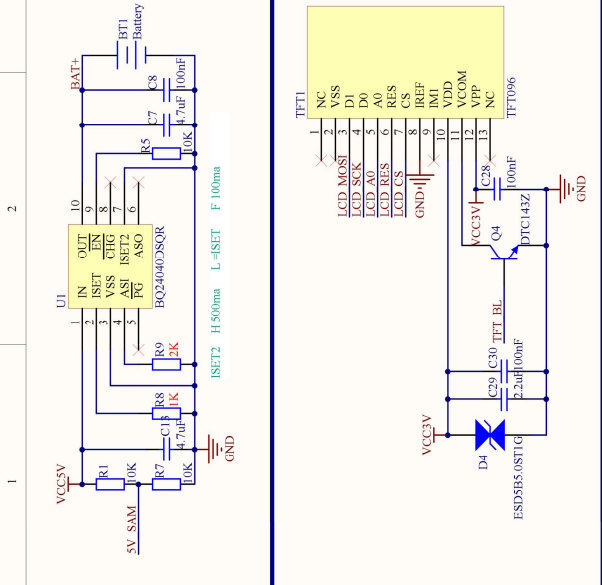 2
1
BAT+
BT1
Battery
C8
100nF
C7
4.7uF
R5
10K
U1
BQ24040DSQR
1
2
3
4
5
IN
ISET
VSS
ASI
PG
10
9
8
7
6
OUT
EN
CHG
ISET2
ASO
ISET2 H500ma L =ISET F 100ma
R9
2K
R8
1K
C13
4.7uF
GND
VCC5V
R1
10K
R7
10K
5V SAM
TFT1
TFT096
1
2
3
4
5
6
7
8
9
10
11
12
13
NC
VSS
D1
D0
A0
RES
CS
IREF
IM1
VDD
VCOM
VPP
NC
LCD MOSI
LCD SCK
LCD A0
LCD RES
LCD CS
GND
VCC3V
C28
100nF
GND
Q4
DTC143Z
TFT BL
C30
100nF
C29
2.2uF
VCC3V
D4
ESD5B5.0ST1G